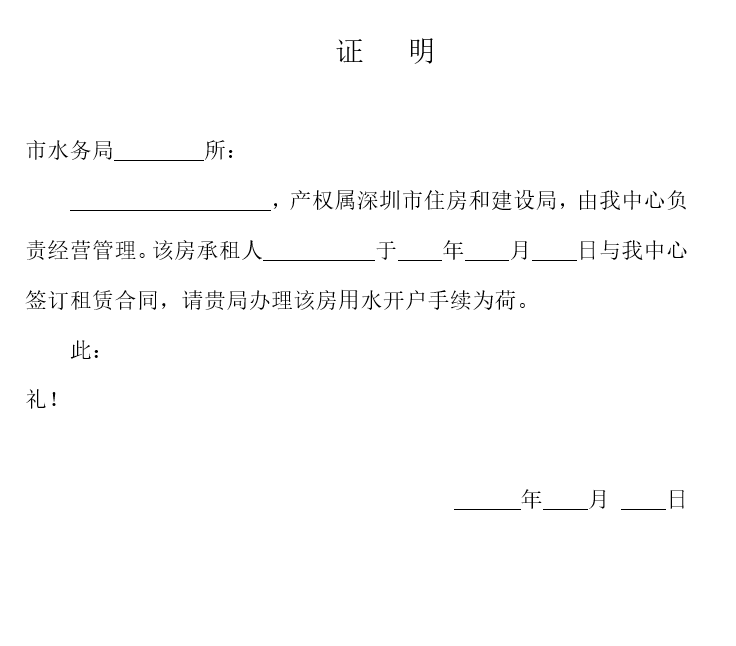 证 明
市水务局________所：
__________________，产权属深圳市住房和建设局，由我中心负
责经营管理。该房承租人__________于____年____月____日与我中心
签订租赁合同，请贵局办理该房用水开户手续为荷。
此：
礼！
______年____月 ____日